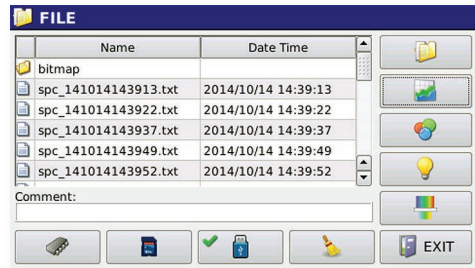 FILE
Name Date Time
bitmap
spc_141014143913.txt 2014/10/14 14:39:13
spc_141014143922.txt 2014/10/14 14:39:22
spc_141014143937.txt 2014/10/14 14:39:37
spc_141014143949.txt 2014/10/14 14:39:49
spc_141014143952.txt 2014/10/14 14:39:52
Comment:
EXIT